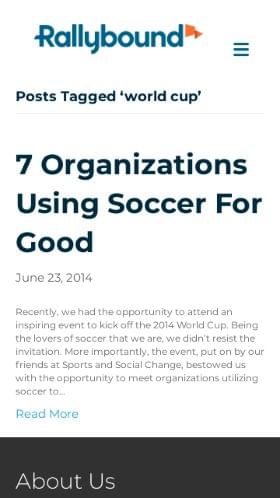 Rallybound
Posts Tagged ‘world cup’
7 Organizations
Using Soccer For
Good
June 23, 2014
Recently, we had the opportunity to attend an
inspiring event to kick off the 2014 World Cup. Being
the lovers of soccer that we are, we didn’t resist the
invitation. More importantly, the event, put on by our
friends at Sports and Social Change, bestowed us
with the opportunity to meet organizations utilizing
soccer to...
Read More
About Us